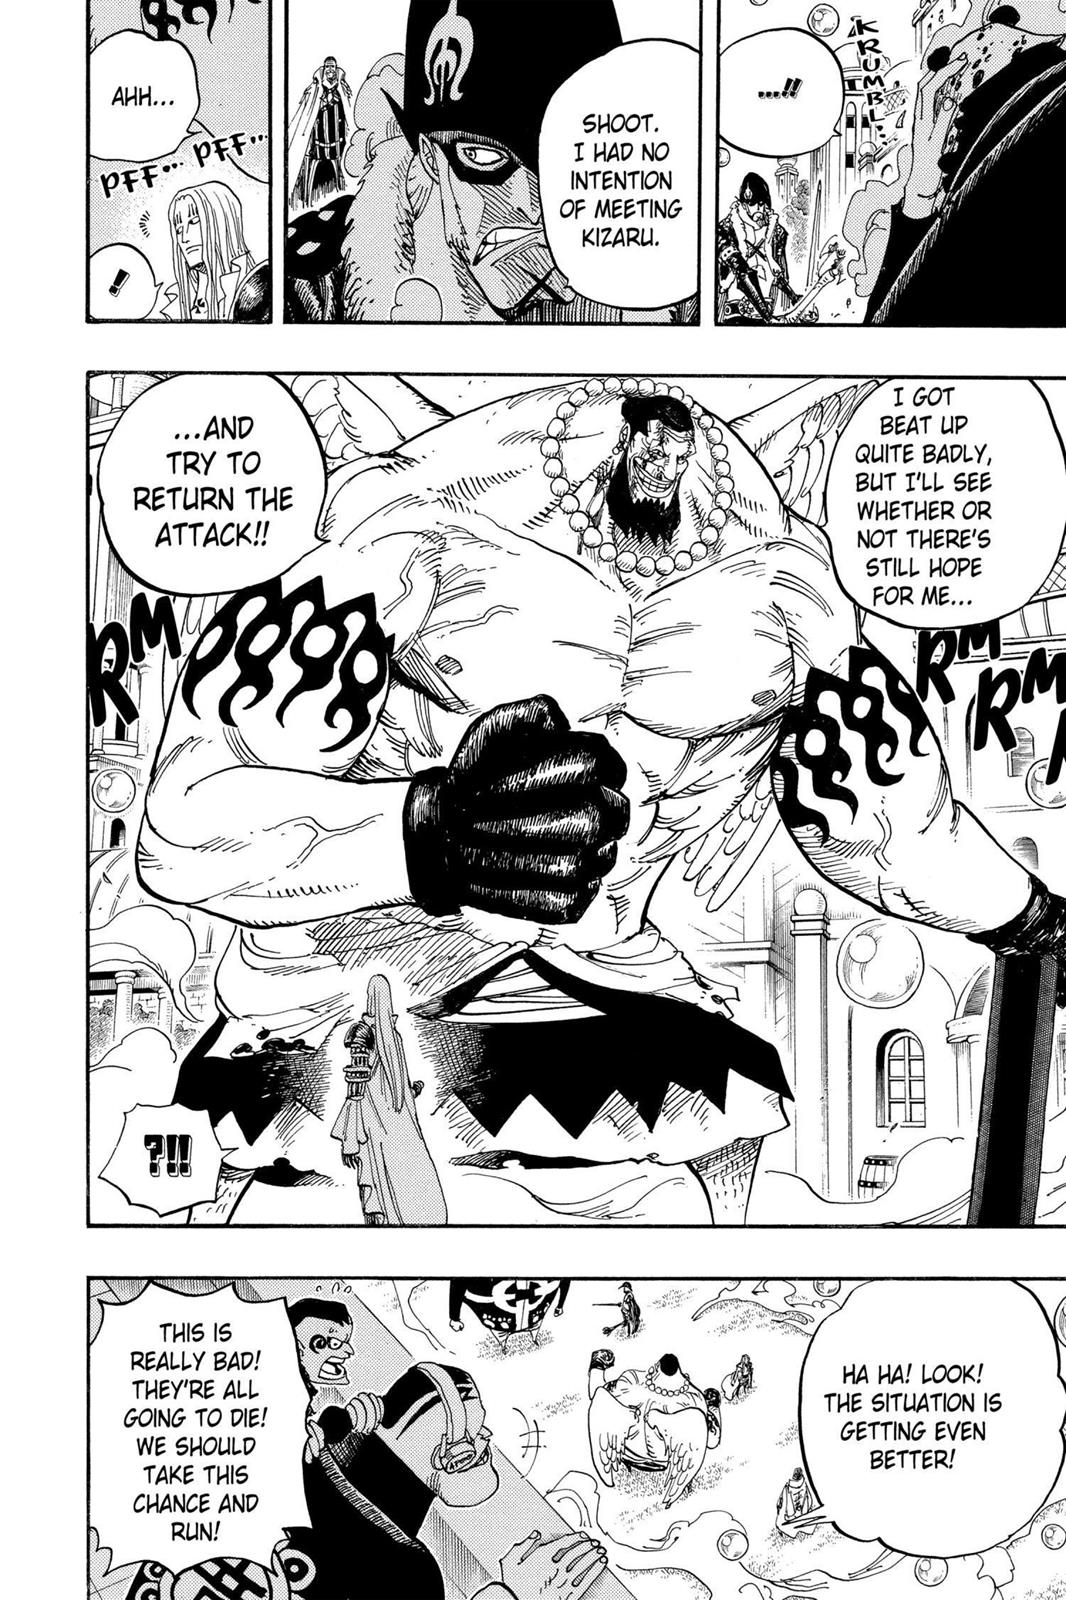 KRUMBL...
...!!
SHOOT.
I HAD NO
INTENTION
OF MEETING
KIZARU.
AHH...
PFF... PFF...
!
I GOT
BEAT UP
QUITE BADLY,
BUT I'LL SEE
WHETHER OR
NOT THERE'S
STILL HOPE
FOR ME...
...AND
TRY TO
RETURN THE
ATTACK!!
RM
RM
RM
RM
?!!
HA HA! LOOK!
THE SITUATION IS
GETTING EVEN
BETTER!
THIS IS
REALLY BAD!
THEY'RE ALL
GOING TO DIE!
WE SHOULD
TAKE THIS
CHANCE AND
RUN!